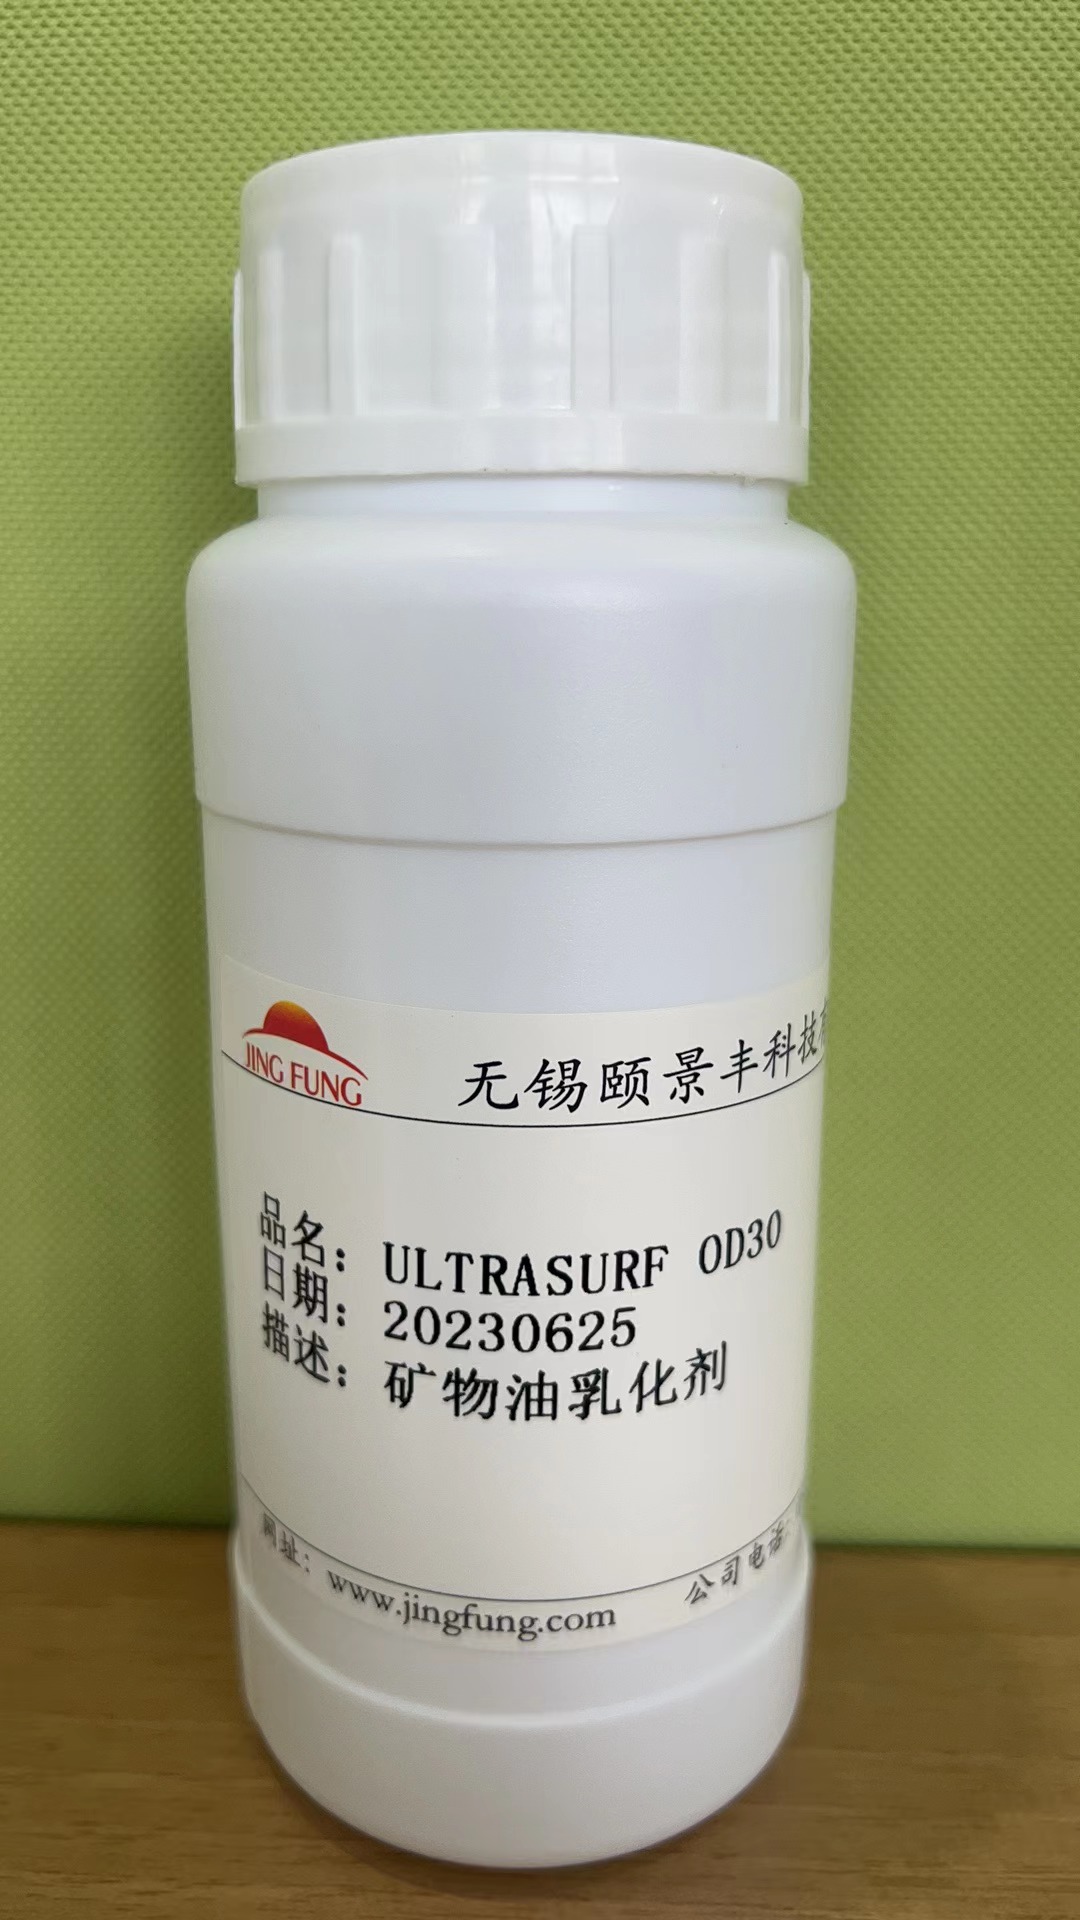 JING FUNG
无锡颐景丰科技
品名： ULTRASURF OD30
日期： 20230625
描述： 矿物油乳化剂
网址： www.jingfung.com
公司电话：